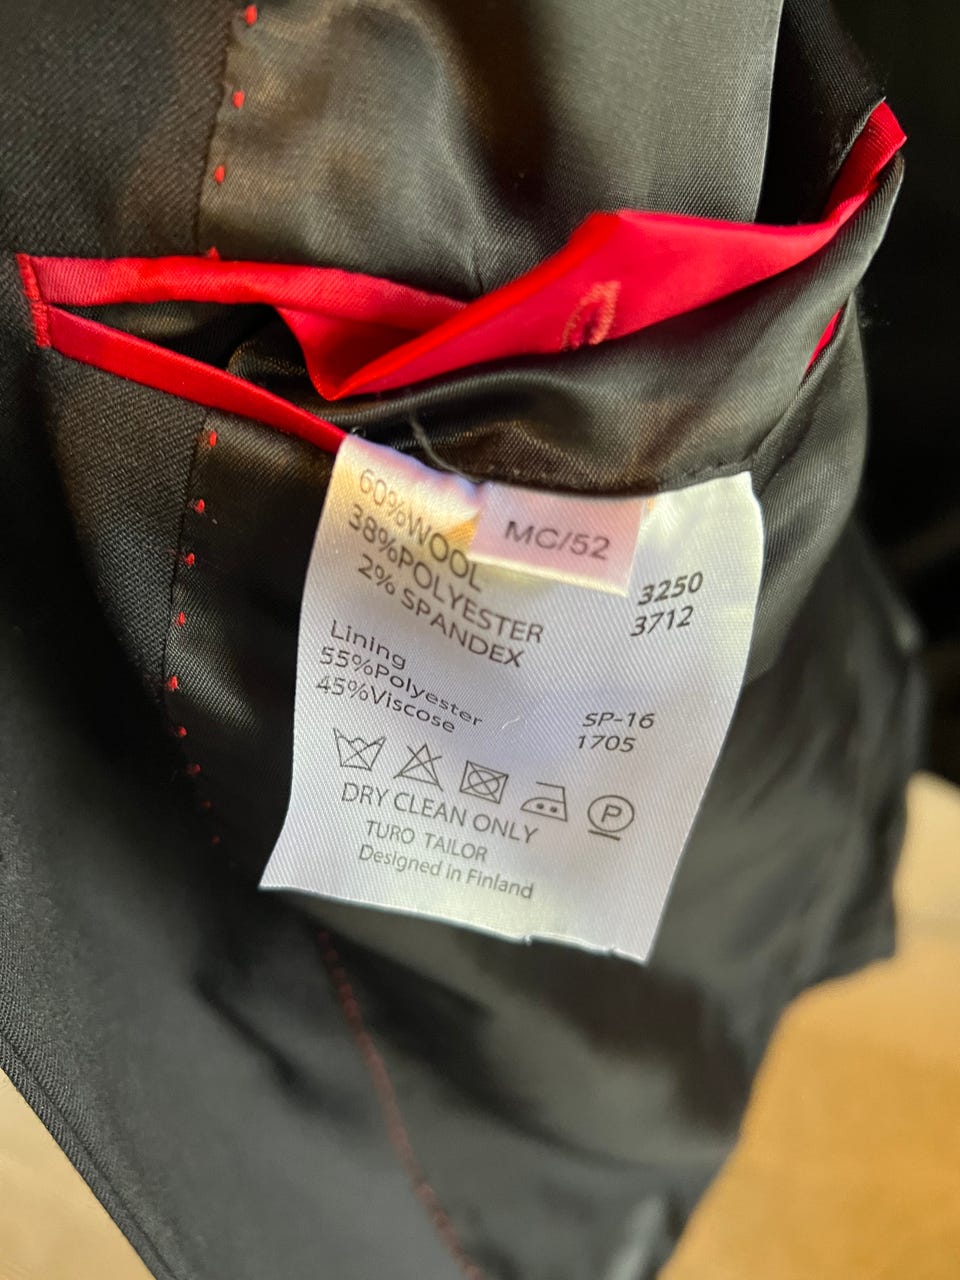 60%WOOL
38%POLYESTER
2% SPANDEX
MC/52
3250
3712
Lining
55%Polyester
45%Viscose
SP-16
1705
P
DRY CLEAN ONLY
TURO TAILOR
Designed in Finland